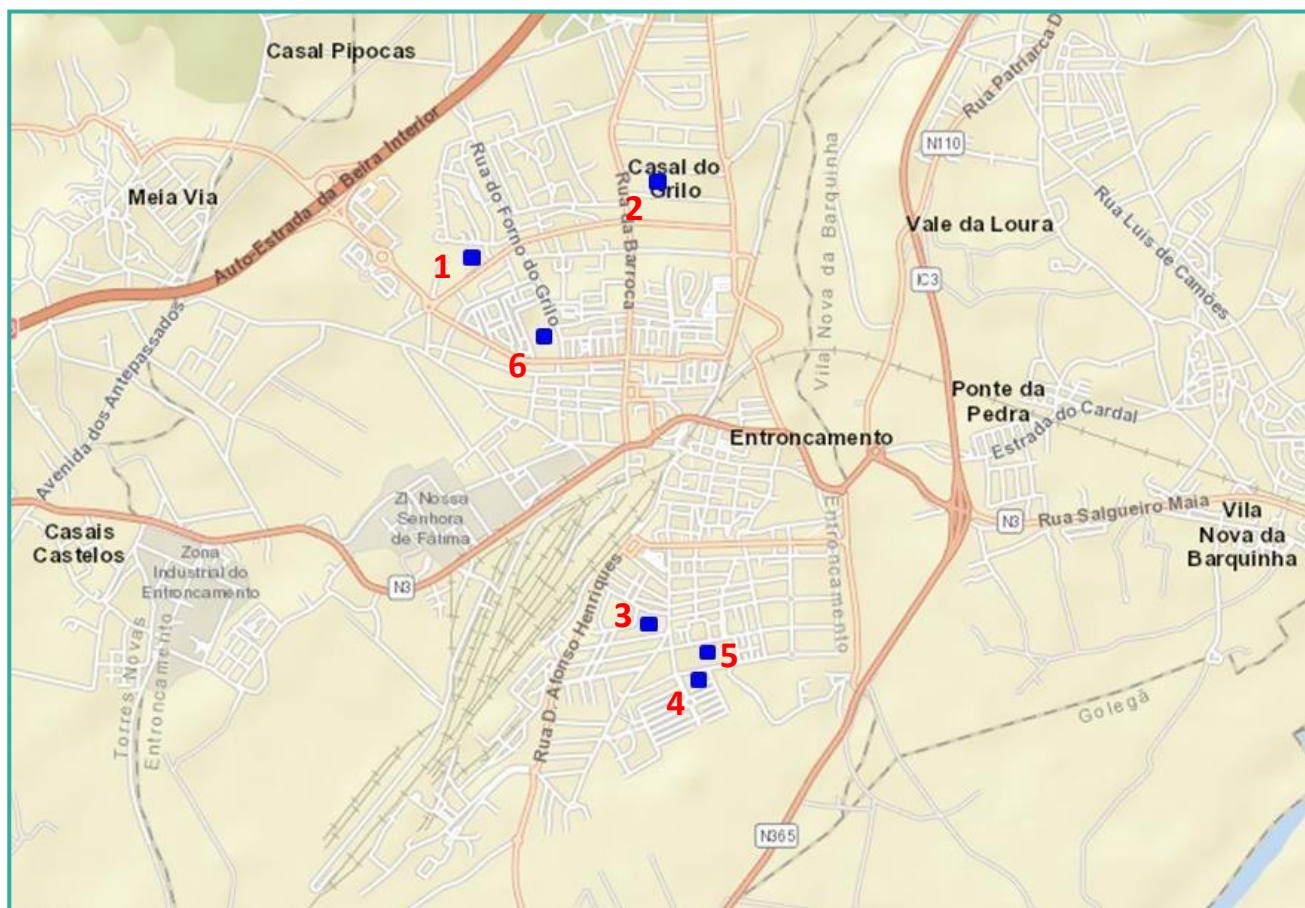 Casal Pipocas
Rua Patriarca D
N110
Auto-Estrada da Beira Interior
Rua do Forno do Grilo
Casal do
Grilo
Meia Via
2
Rua da Barroca
Vila Nova da Barquinha
Vale da Loura
Rua Luis de Camões
1
IC3
Avenida dos Antepassados
6
Ponte da
Pedra
Estrada do Cardal
Entroncamento
ZI. Nossa
Senhora
de Fátima
N3
Rua Salgueiro Maia
Vila
Nova da
Barquinha
Casais
Castelos
Zona
Industrial do
Entroncamento
N3
Entroncamento
Rua D. Afonso Henriques
3
5
4
Torres Novas
Entroncamento
Golegã
N365